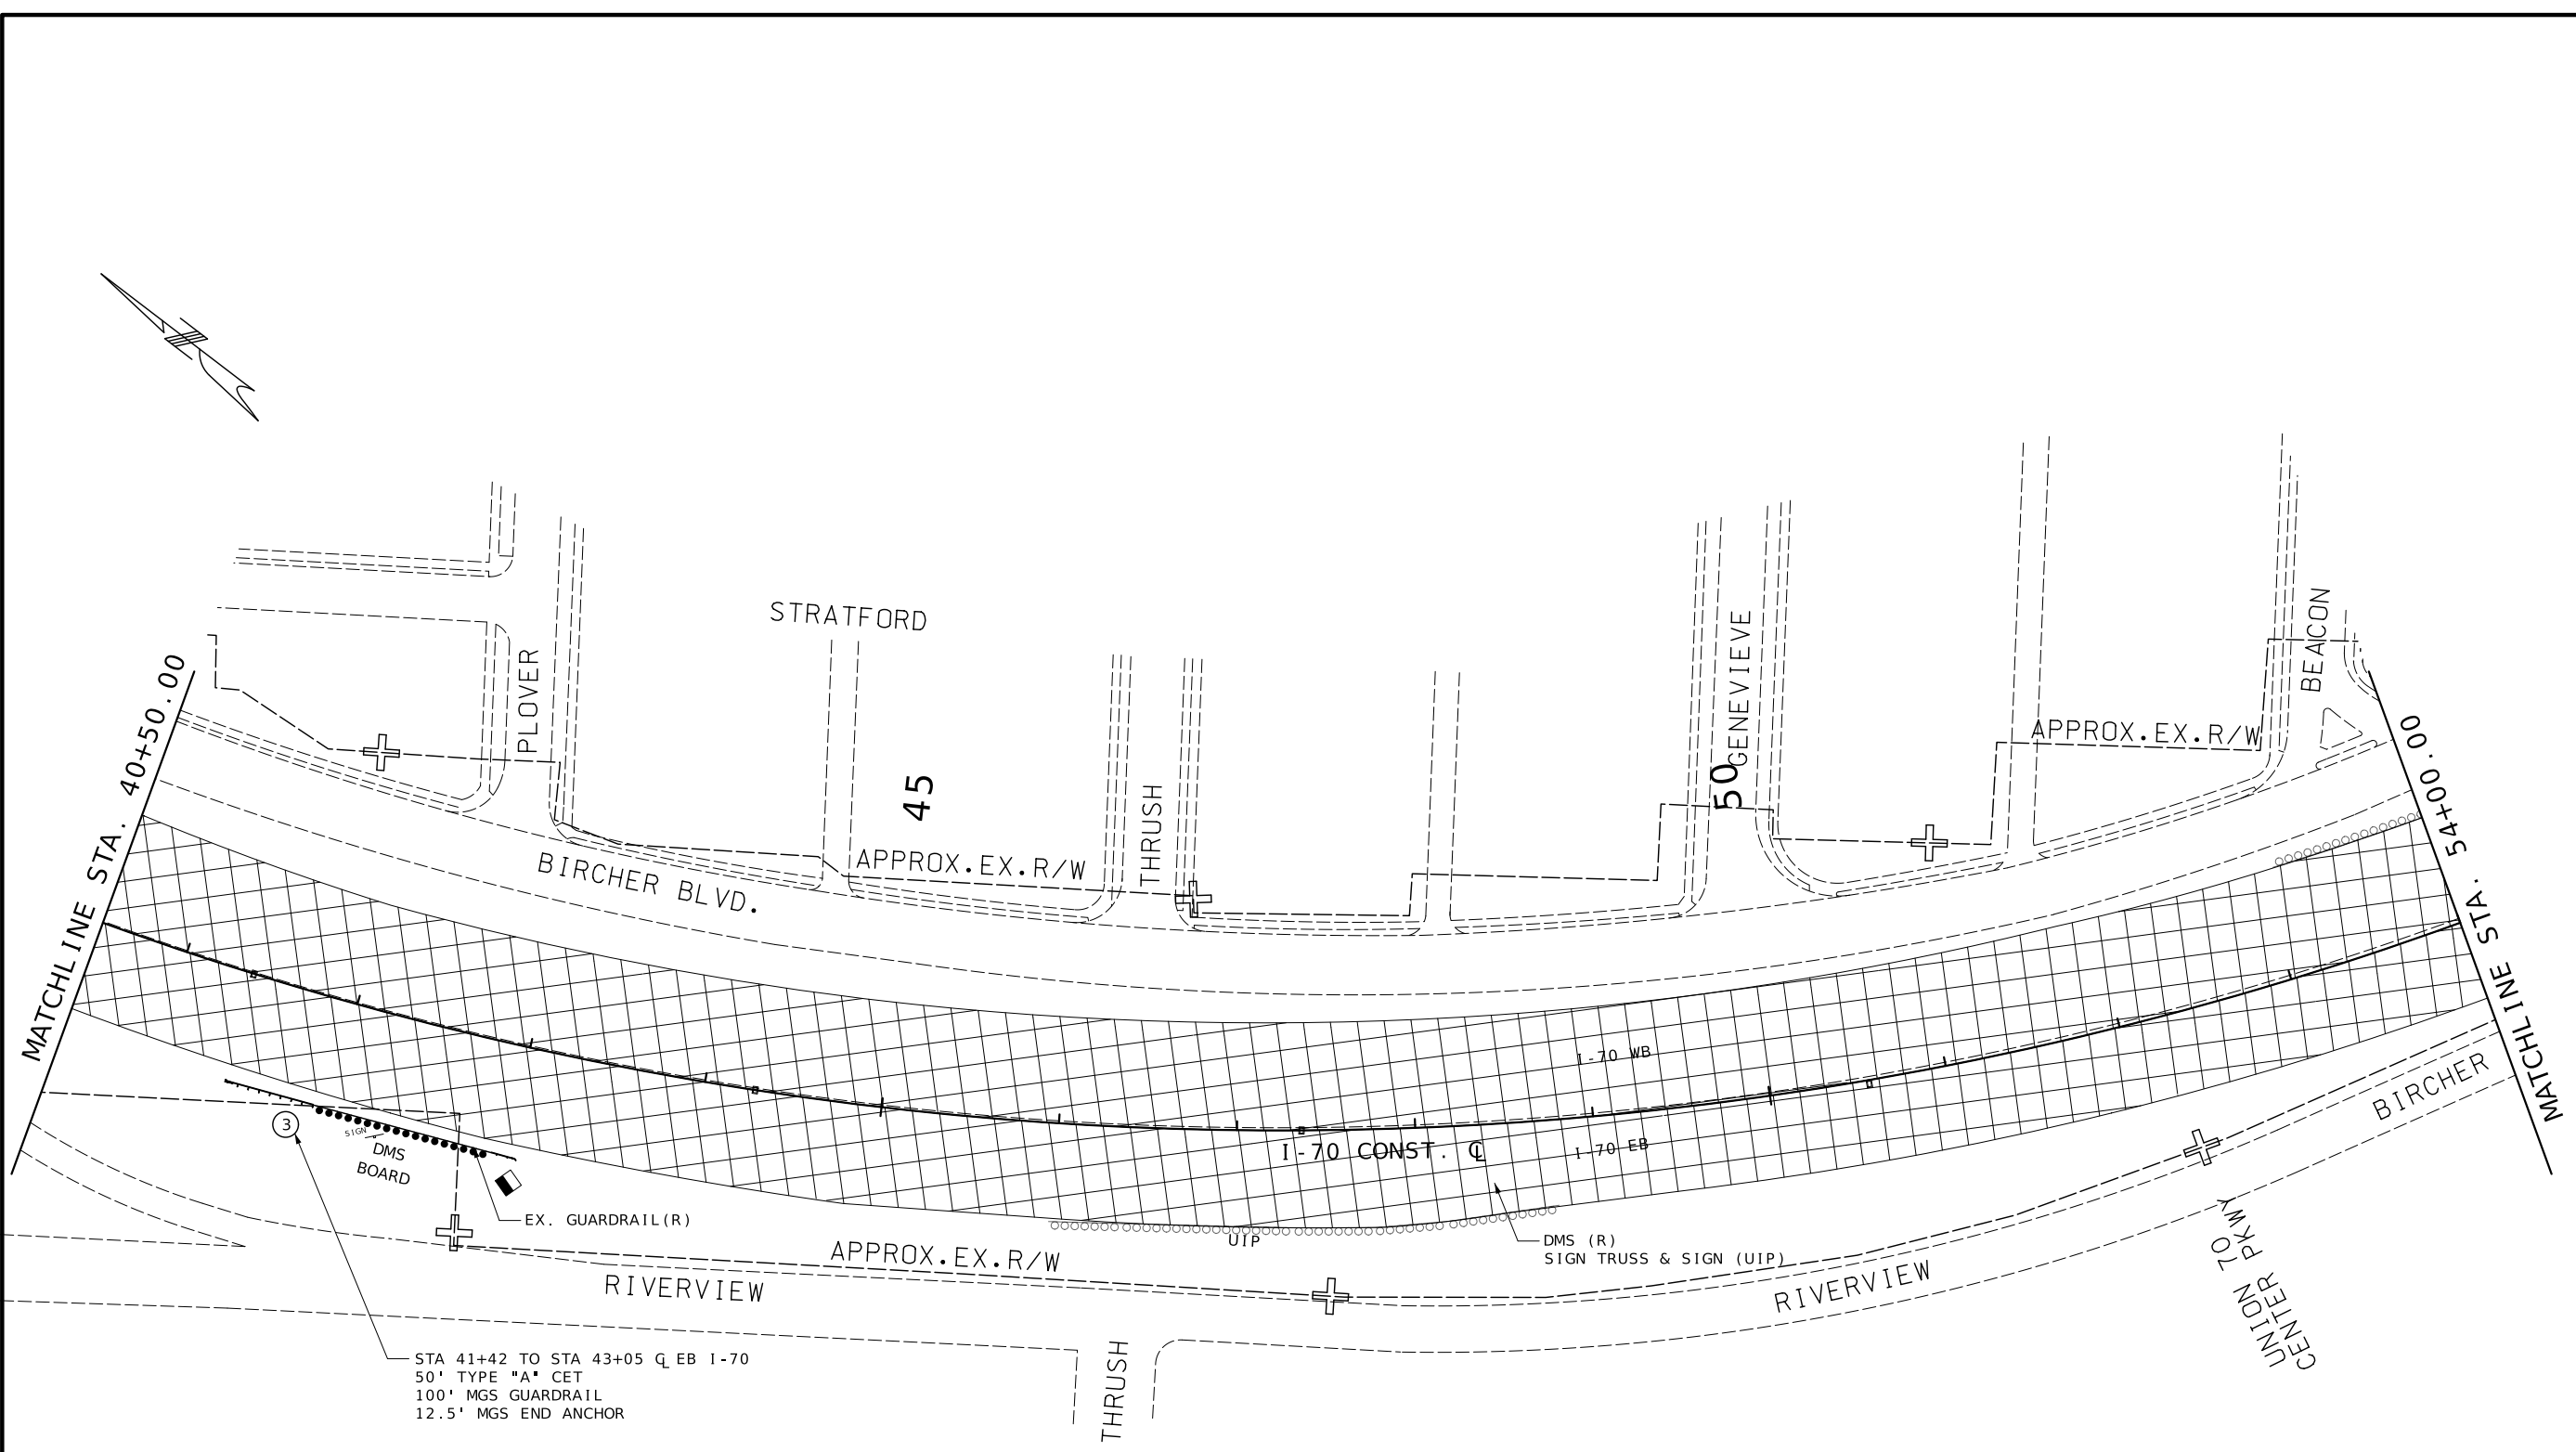 STRATFORD
PLOVER
GENEVIEVE
BEACON
MATCHLINE STA. 40+50.00
APPROX.EX.R/W
45
50
THRUSH
APPROX.EX.R/W
BIRCHER BLVD.
MATCHLINE STA. 54+00.00
I-70 WB
I-70 CONST. ℄
I-70 EB
BIRCHER
3
SIGN
DMS
BOARD
EX. GUARDRAIL(R)
UIP
DMS (R)
SIGN TRUSS & SIGN (UIP)
APPROX.EX.R/W
RIVERVIEW
RIVERVIEW
UNION 70
CENTER PKWY
STA 41+42 TO STA 43+05 ℄ EB I-70
50' TYPE "A" CET
100' MGS GUARDRAIL
12.5' MGS END ANCHOR
THRUSH